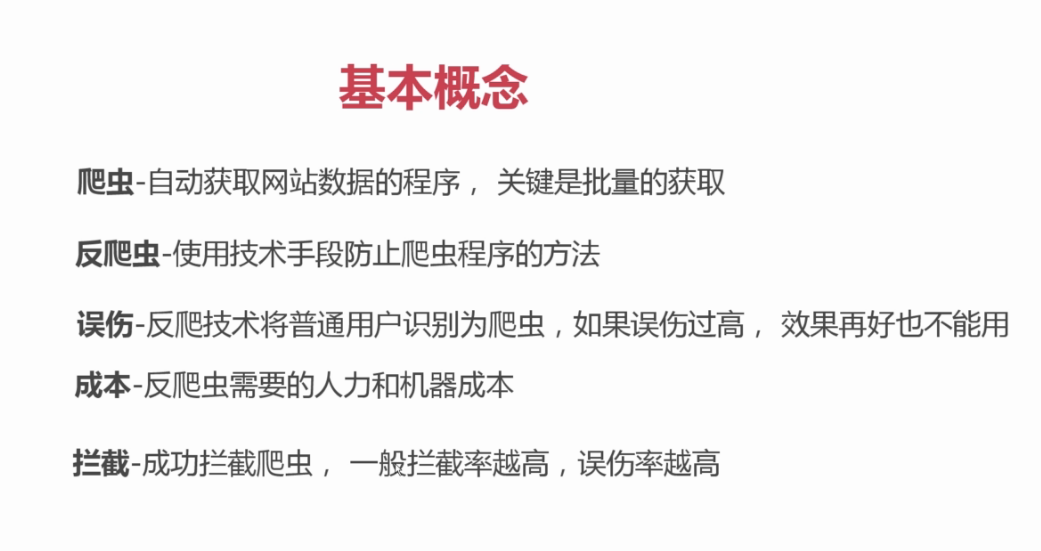 基本概念
爬虫-自动获取网站数据的程序， 关键是批量的获取
反爬虫-使用技术手段防止爬虫程序的方法
误伤-反爬技术将普通用户识别为爬虫，如果误伤过高， 效果再好也不能用
成本-反爬虫需要的人力和机器成本
拦截-成功拦截爬虫， 一般拦截率越高，误伤率越高